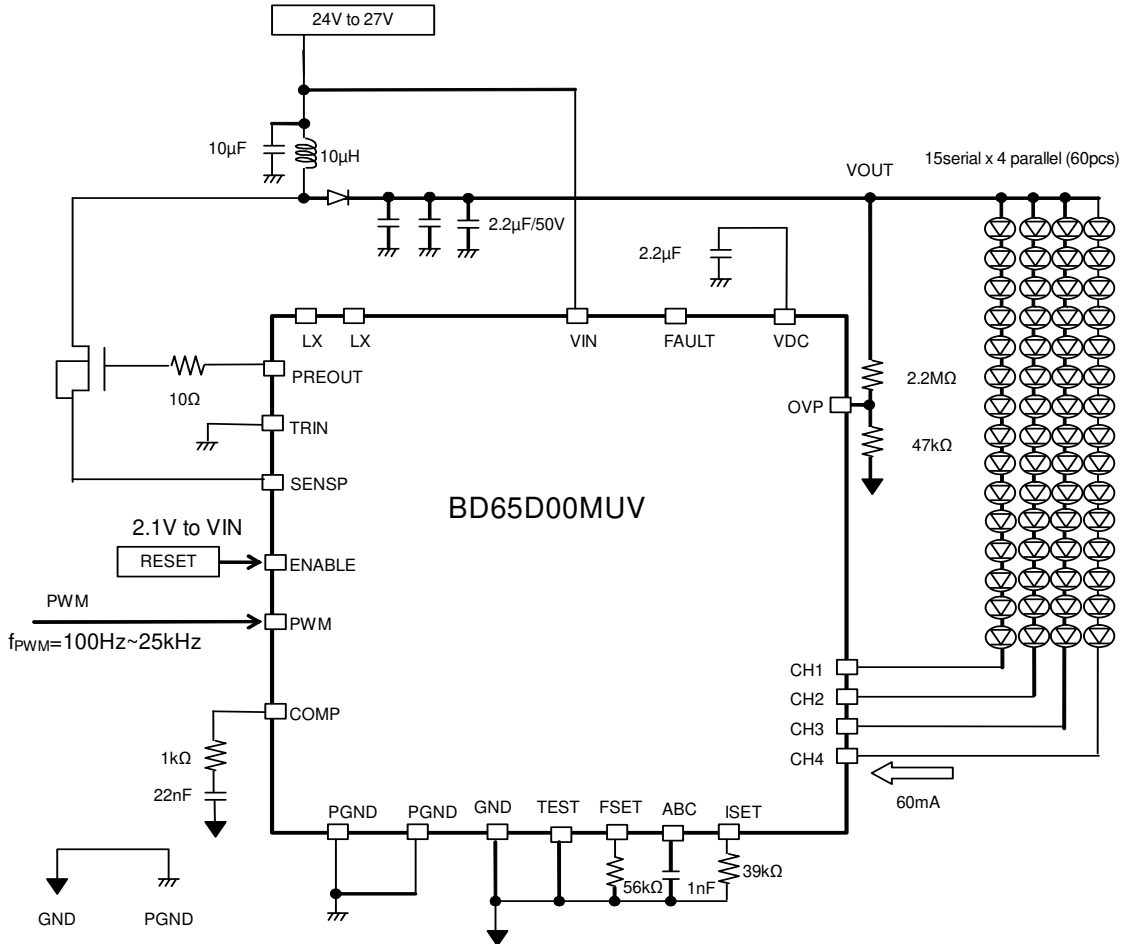 24V to 27V
10µF
10µH
VOUT
15serial x 4 parallel (60pcs)
2.2µF/50V
2.2µF
LX
LX
VIN
FAULT
VDC
PREOUT
10Ω
2.2MΩ
OVP
TRIN
47kΩ
SENSP
BD65D00MUV
2.1V to VIN
RESET
ENABLE
PWM
PWM
fPWM=100Hz~25kHz
CH1
CH2
COMP
CH3
1kΩ
CH4
22nF
60mA
PGND
PGND
GND
TEST
FSET
ABC
ISET
56kΩ
1nF
39kΩ
GND
PGND